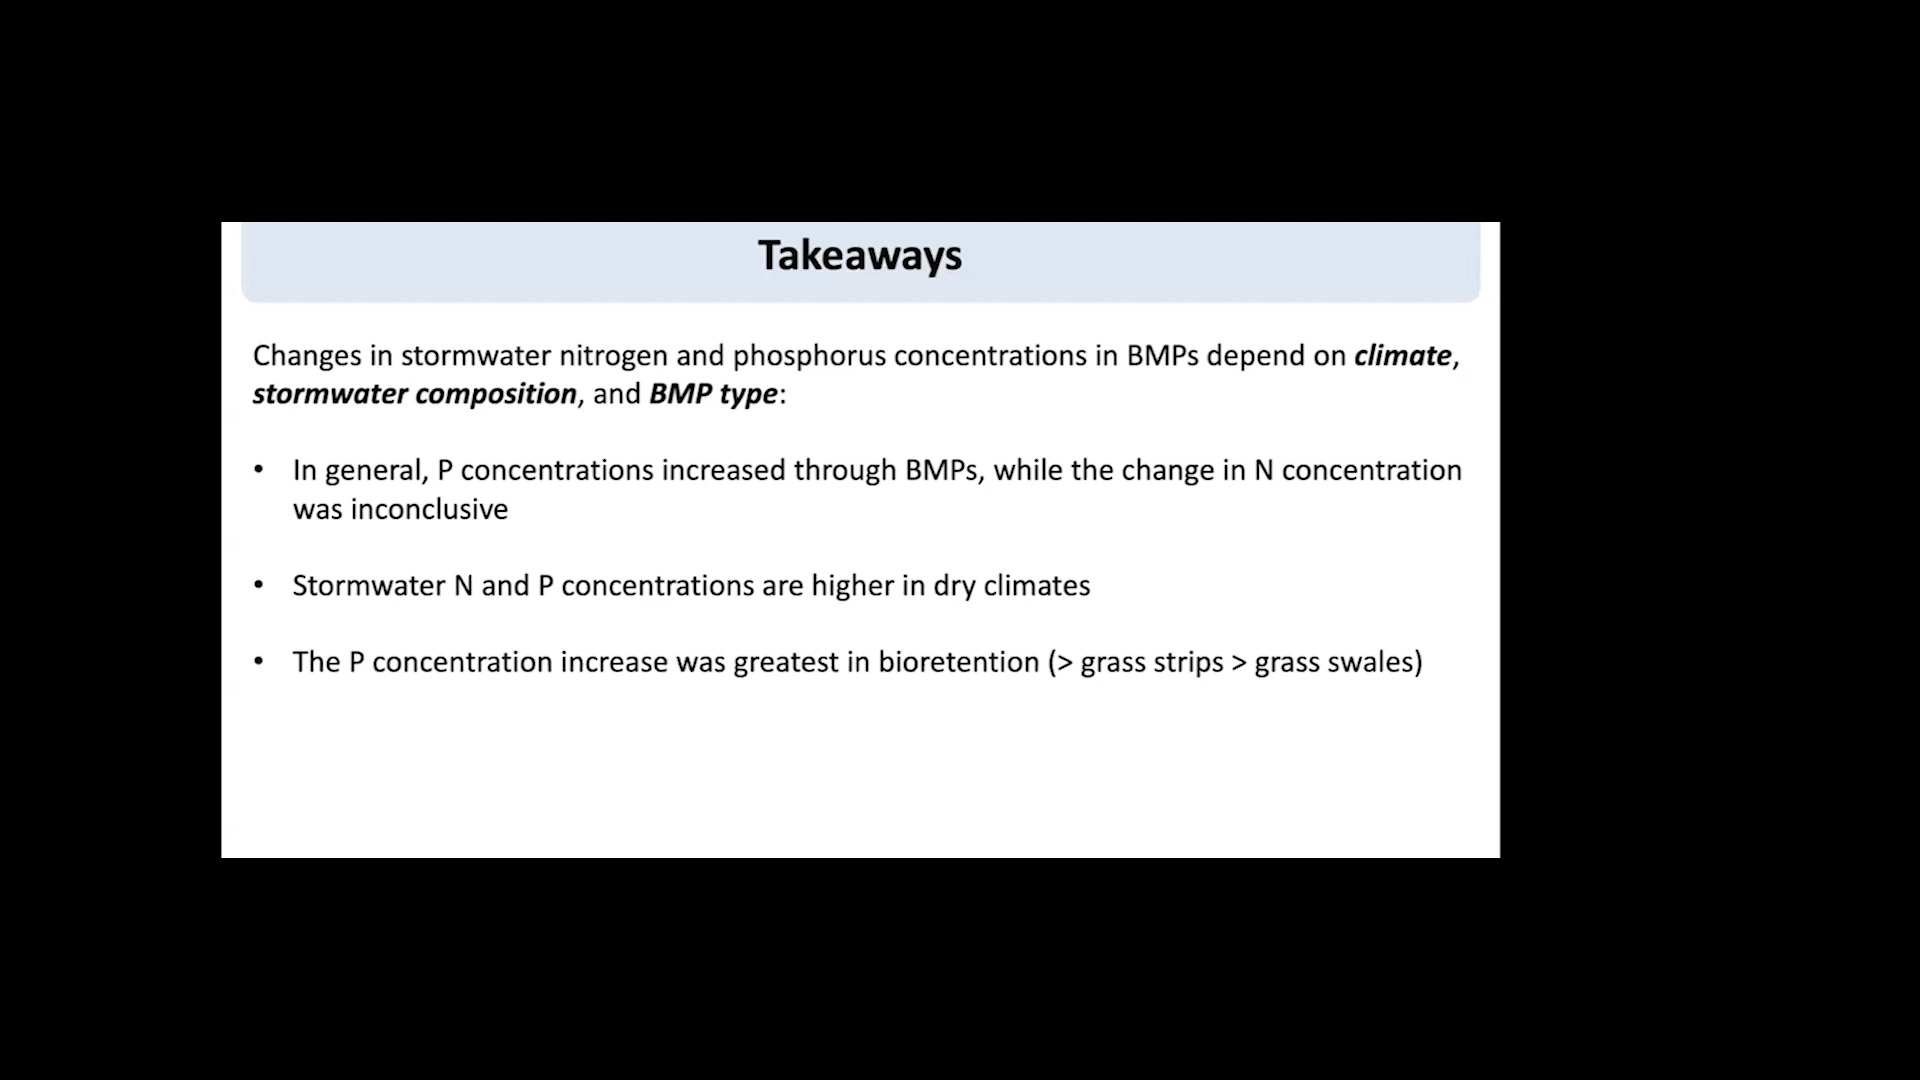 Takeaways
Changes in stormwater nitrogen and phosphorus concentrations in BMPs depend on climate,
stormwater composition, and BMP type:
• In general, P concentrations increased through BMPs, while the change in N concentration
was inconclusive
• Stormwater N and P concentrations are higher in dry climates
• The P concentration increase was greatest in bioretention (> grass strips > grass swales)